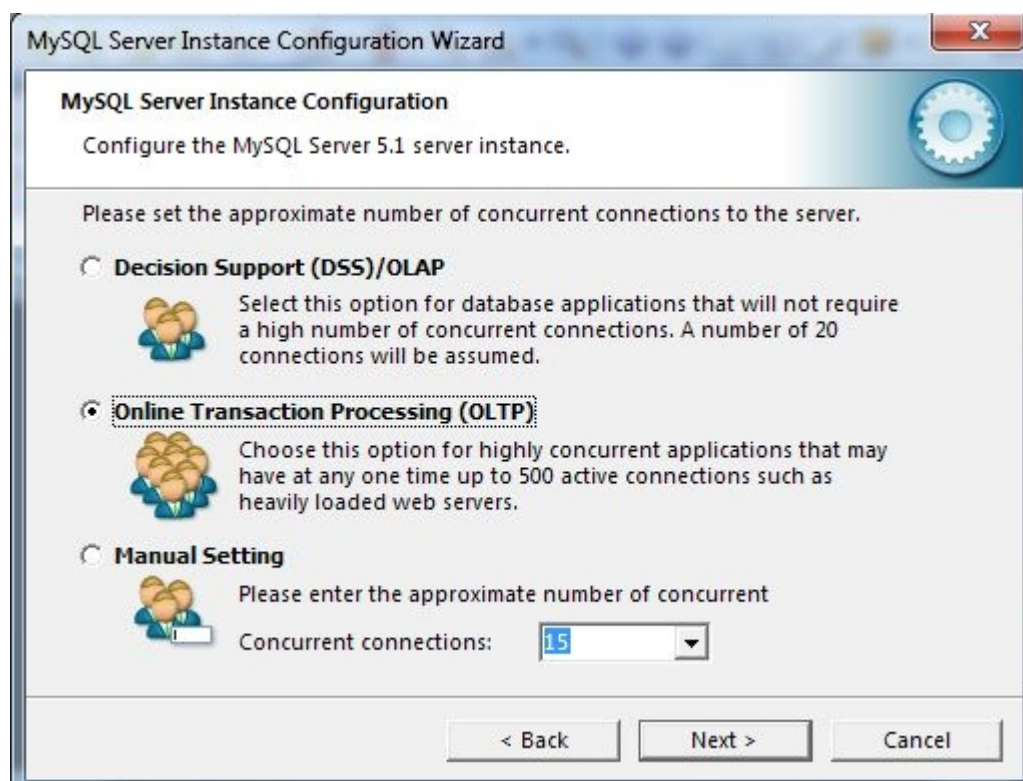 MySQL Server Instance Configuration Wizard
MySQL Server Instance Configuration
Configure the MySQL Server 5.1 server instance.
Please set the approximate number of concurrent connections to the server.
Decision Support (DSS)/OLAP
Select this option for database applications that will not require
a high number of concurrent connections. A number of 20
connections will be assumed.
Online Transaction Processing (OLTP)
Choose this option for highly concurrent applications that may
have at any one time up to 500 active connections such as
heavily loaded web servers.
Manual Setting
Please enter the approximate number of concurrent
Concurrent connections: 15
< Back Next > Cancel